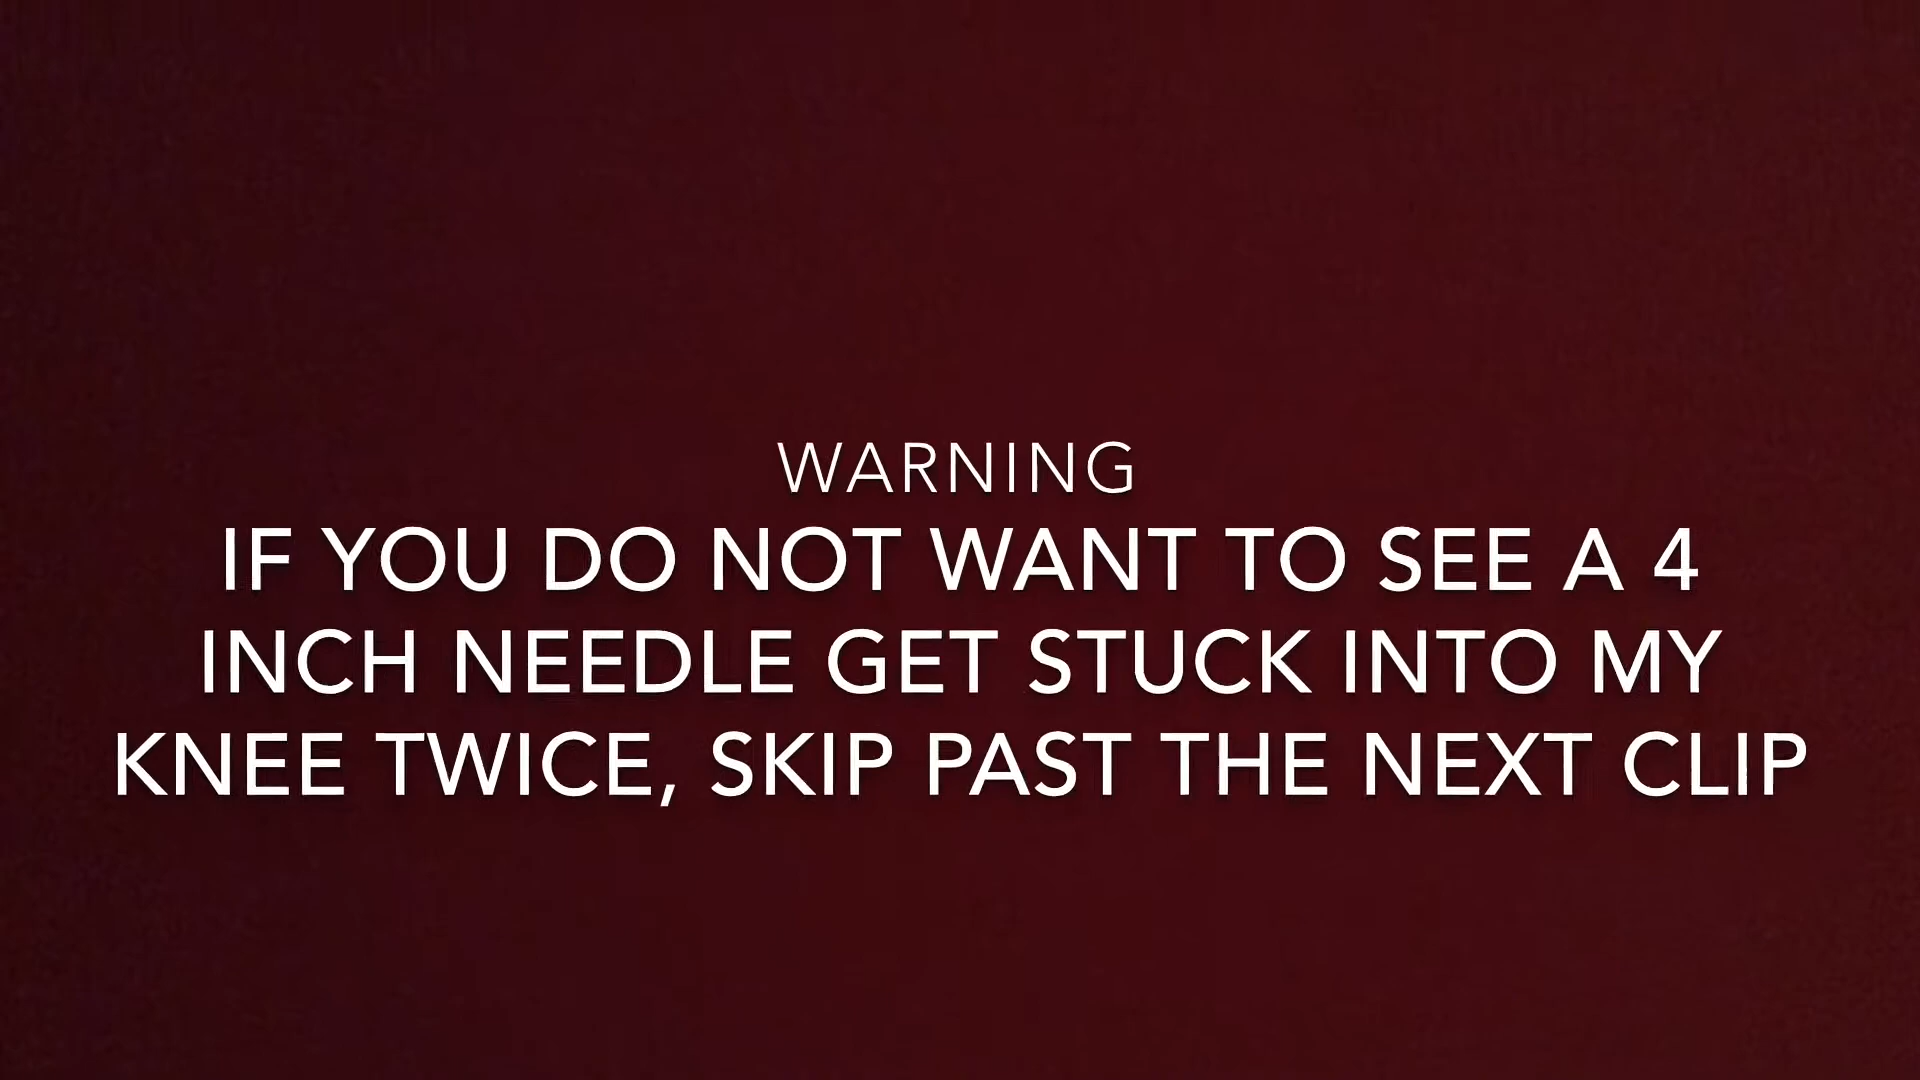 WARNING
IF YOU DO NOT WANT TO SEE A 4
INCH NEEDLE GET STUCK INTO MY
KNEE TWICE, SKIP PAST THE NEXT CLIP